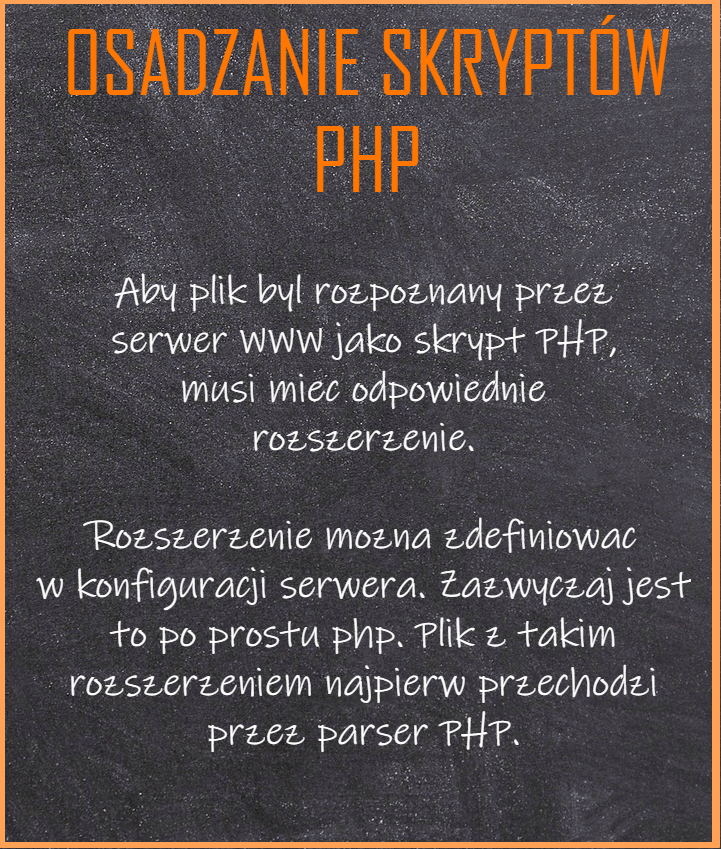 OSADZANIE SKRYPTÓW
PHP
Aby plik byl rozpoznany przez
serwer WWW jako skrypt PHP,
musi miec odpowiednie
rozszerzenie.
Rozszerzenie mozna zdefiniowac
w konfiguracji serwera. Zazwyczaj jest
to po prostu php. Plik z takim
rozszerzeniem najpierw przechodzi
przez parser PHP.